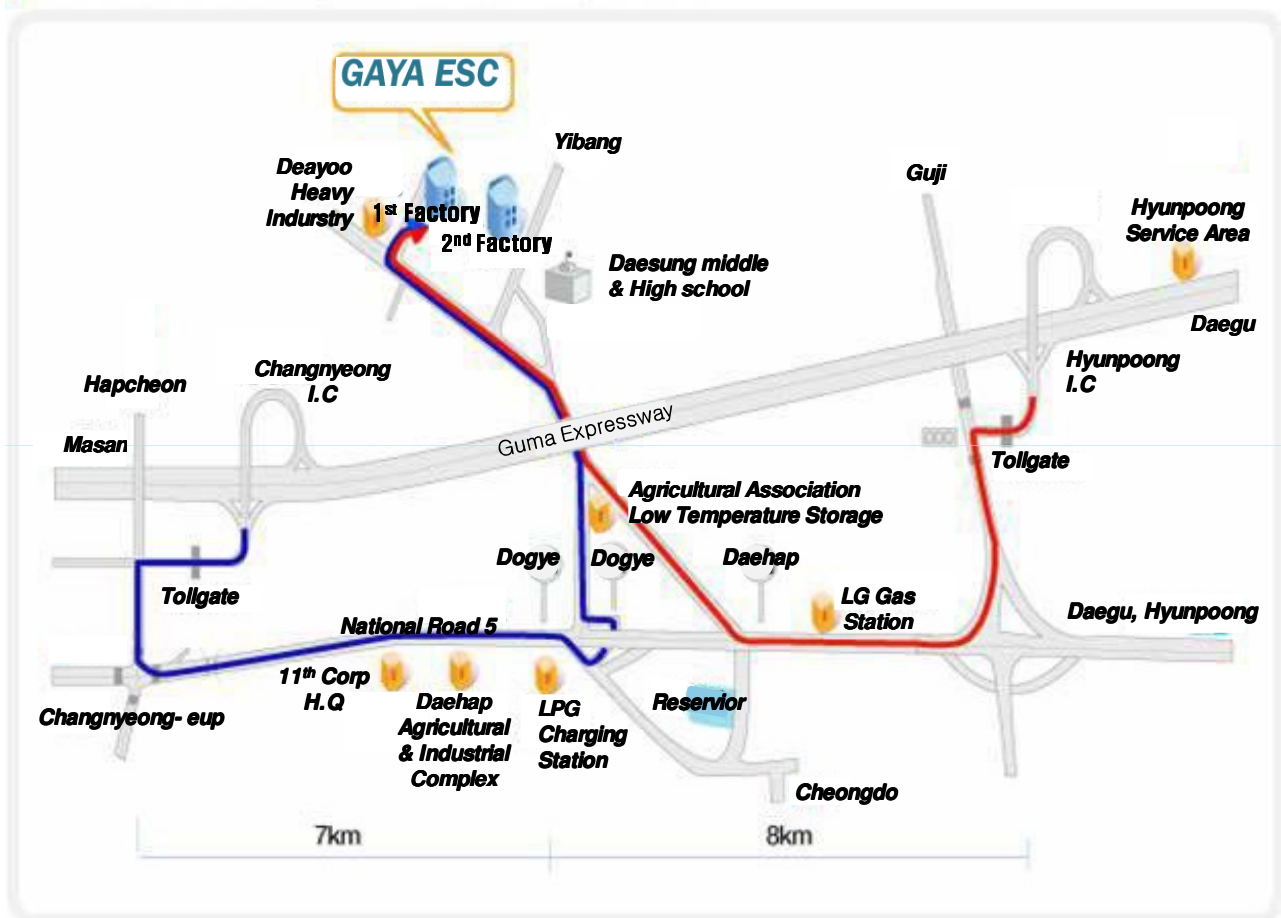 GAYA ESC
Yibang
Deayoo
Heavy
Indurstry
1st Factory
2nd Factory
Guji
Hyunpoong
Service Area
Daesung middle
& High school
Daegu
Changnyeong
I.C
Hyunpoong
I.C
Hapcheon
Masan
Guma Expressway
Tollgate
Agricultural Association
Low Temperature Storage
Dogye
Dogye
Daehap
Tollgate
LG Gas
Station
Daegu, Hyunpoong
National Road 5
11th Corp
H.Q
Daehap
Agricultural
& Industrial
Complex
LPG
Charging
Station
Reservior
Changnyeong- eup
Cheongdo
7km
8km